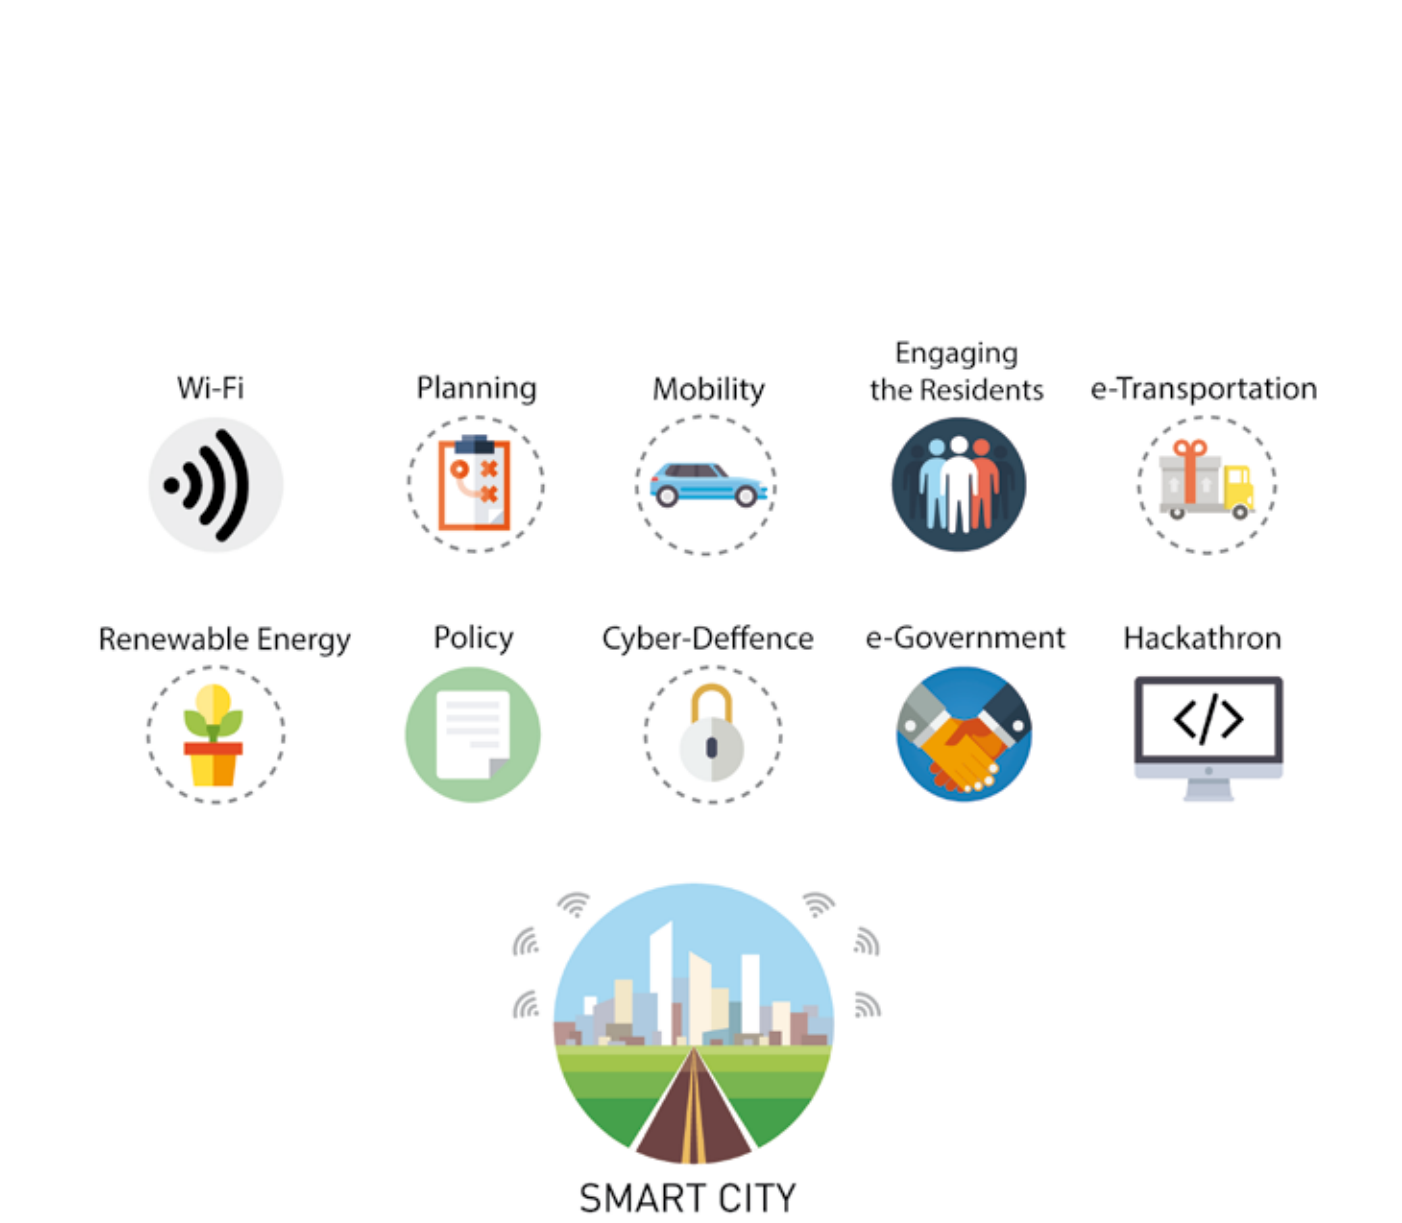 Engaging
Wi-Fi Planning Mobility the Residents e-Transportation
Renewable Energy Policy Cyber-Deffence e-Government Hackathron
</>
SMART CITY